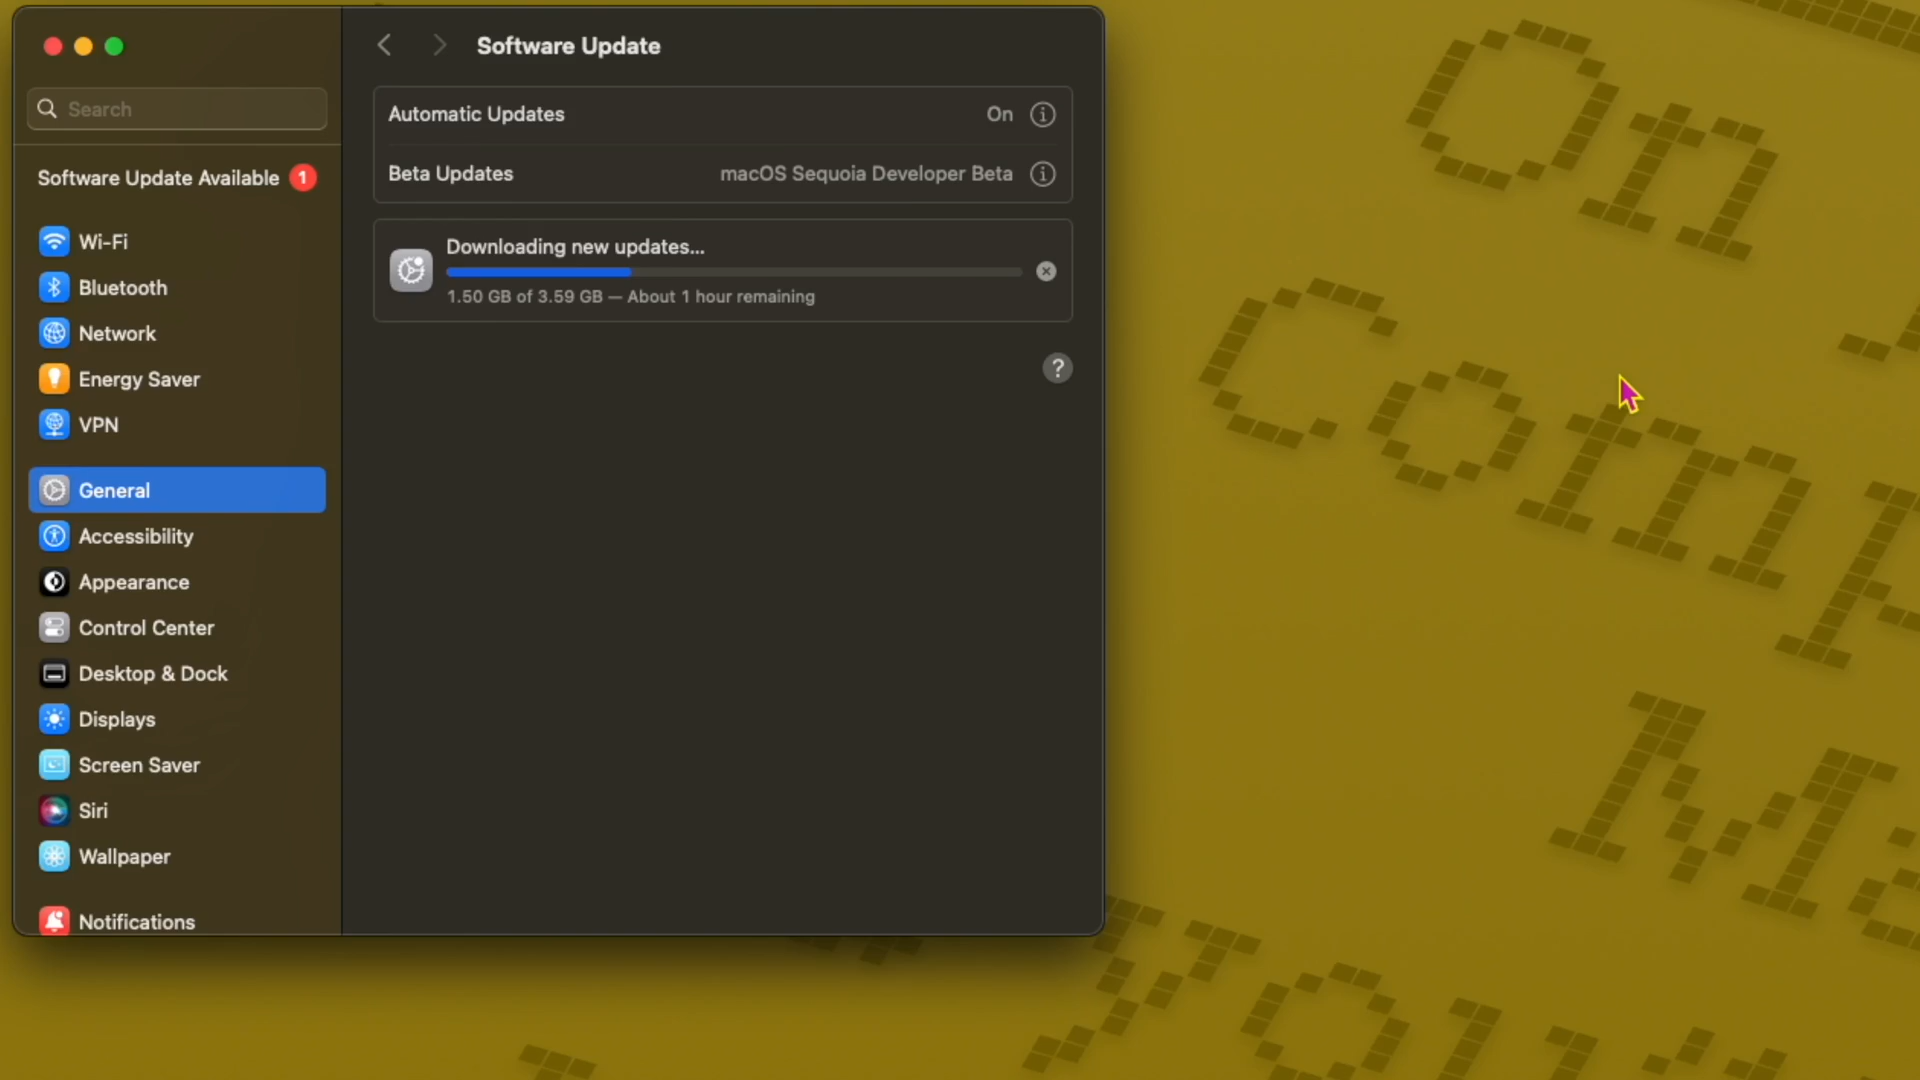 Software Update
Search
Automatic Updates
On
Beta Updates
macOS Sequoia Developer Beta
Software Update Available 1
Downloading new updates...
1.50 GB of 3.59 GB — About 1 hour remaining
?
Wi-Fi
Bluetooth
Network
Energy Saver
VPN
General
Accessibility
Appearance
Control Center
Desktop & Dock
Displays
Screen Saver
Siri
Wallpaper
Notifications
On